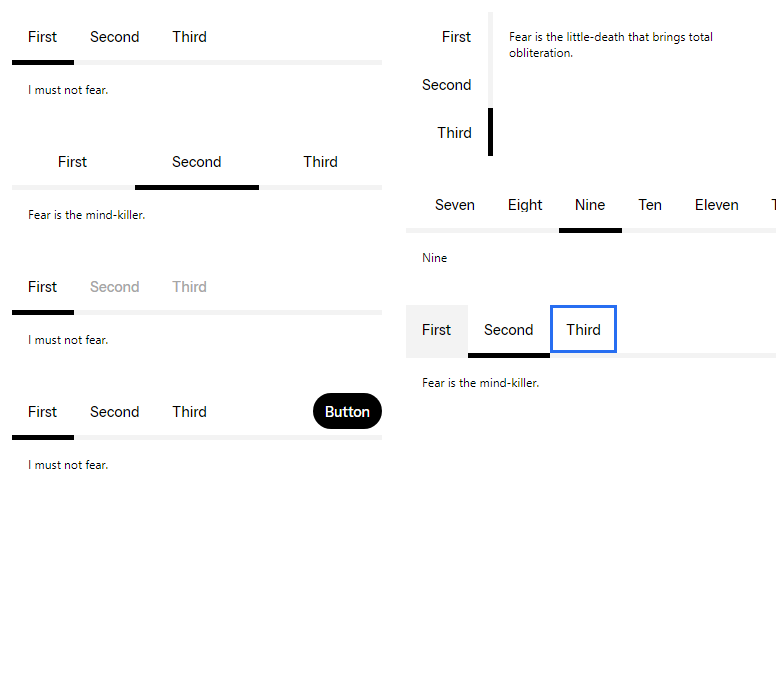 First Second Third
I must not fear.
First Second Third
Fear is the mind-killer.
First Second Third
I must not fear.
First Second Third Button
I must not fear.
First
Second
Third
Fear is the little-death that brings total
obliteration.
Seven Eight Nine Ten Eleven
Nine
First Second Third
Fear is the mind-killer.